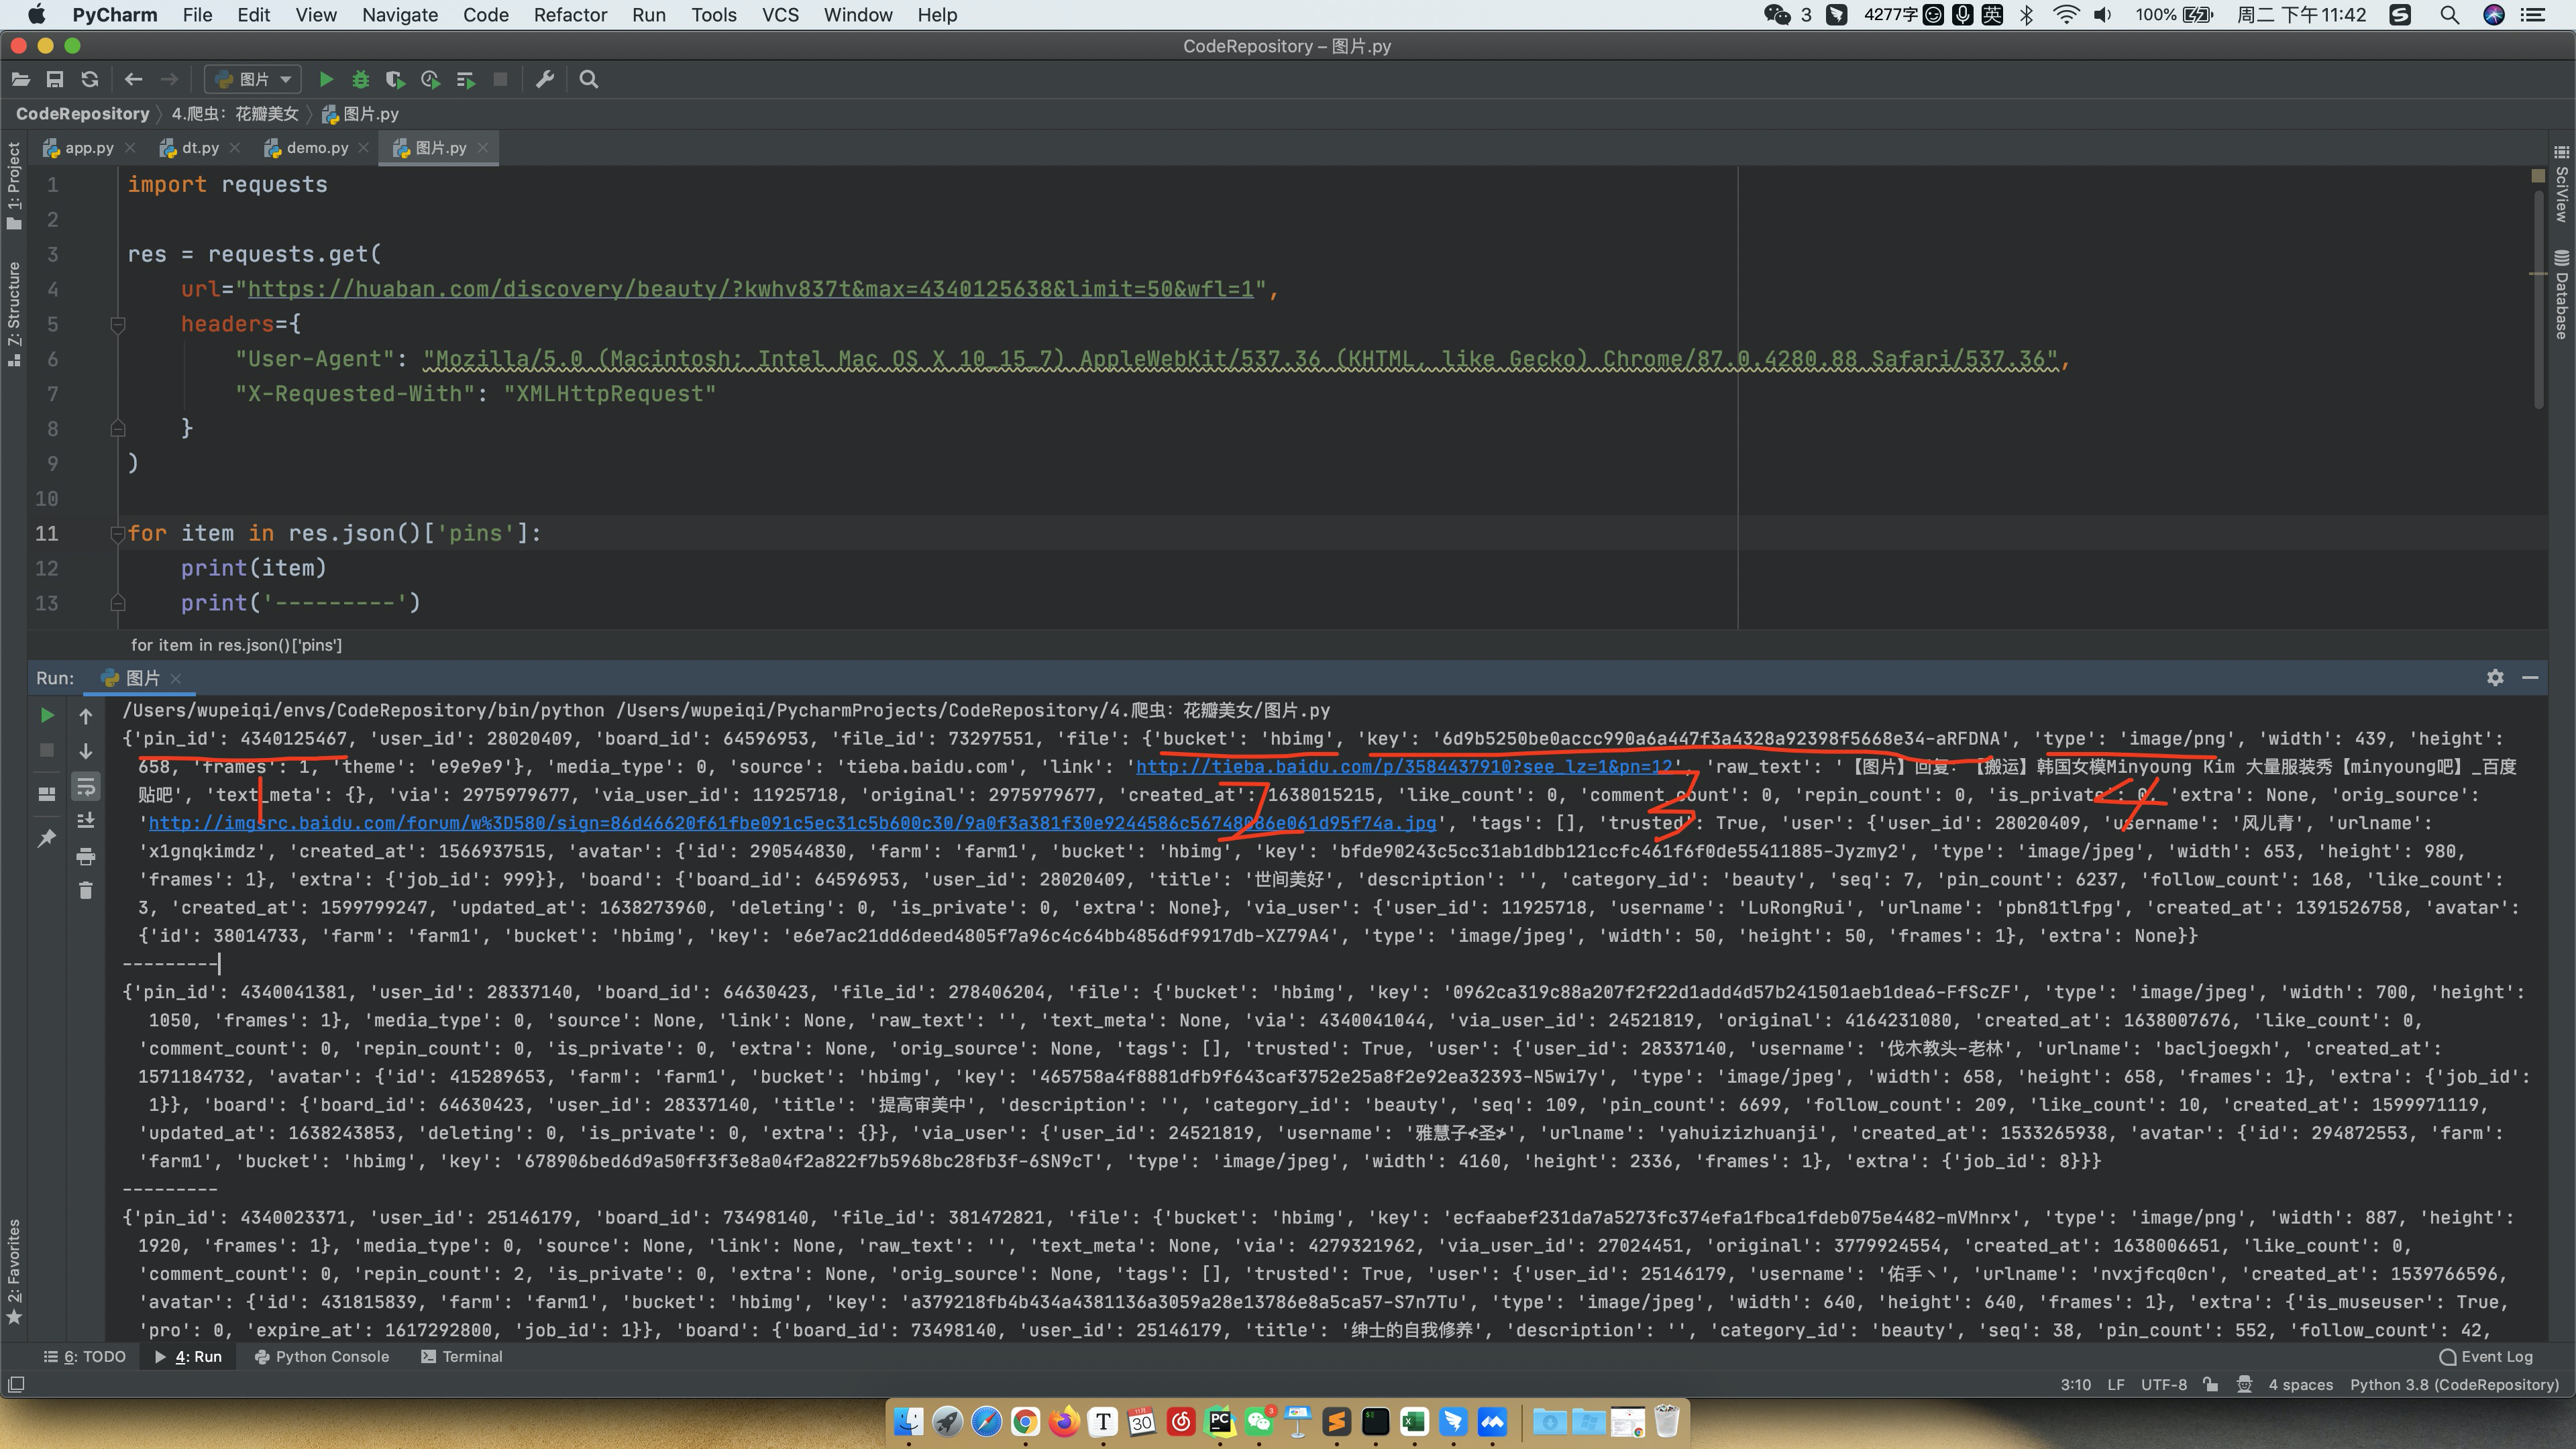 PyCharm File Edit View Navigate Code Refactor Run Tools VCS Window Help 3 4277字 英 100% 周二 下午11:42
CodeRepository – 图片.py
图片
CodeRepository 4.爬虫：花瓣美女 图片.py
app.py dt.py demo.py 图片.py
1: Project
7: Structure
2: Favorites
SciView
Database
1 import requests
2
3 res = requests.get(
4 url="https://huaban.com/discovery/beauty/?kwhv837t&max=4340125638&limit=50&wfl=1",
5 headers={
6 "User-Agent": "Mozilla/5.0 (Macintosh; Intel Mac OS X 10_15_7) AppleWebKit/537.36 (KHTML, like Gecko) Chrome/87.0.4280.88 Safari/537.36",
7 "X-Requested-With": "XMLHttpRequest"
8 }
9 )
10
11 for item in res.json()['pins']:
12 print(item)
13 print('---------')
for item in res.json()['pins']
Run: 图片
/Users/wupeiqi/envs/CodeRepository/bin/python /Users/wupeiqi/PycharmProjects/CodeRepository/4.爬虫：花瓣美女/图片.py
{'pin_id': 4340125467, 'user_id': 28020409, 'board_id': 64596953, 'file_id': 73297551, 'file': {'bucket': 'hbimg', 'key': '6d9b5250be0accc990a6a447f3a4328a92398f5668e34-aRFDNA', 'type': 'image/png', 'width': 439, 'height':
658, 'frames': 1, 'theme': 'e9e9e9'}, 'media_type': 0, 'source': 'tieba.baidu.com', 'link': 'http://tieba.baidu.com/p/3584437910?see_lz=1&pn=12', 'raw_text': '【图片】回复：【搬运】韩国女模Minyoung Kim 大量服装秀【minyoung吧】_百度
贴吧', 'text_meta': {}, 'via': 2975979677, 'via_user_id': 11925718, 'original': 2975979677, 'created_at': 1638015215, 'like_count': 0, 'comment_count': 0, 'repin_count': 0, 'is_private': 0, 'extra': None, 'orig_source':
'http://imgsrc.baidu.com/forum/w%3D580/sign=86d46620f61fbe091c5ec31c5b600c30/9a0f3a381f30e9244586c56748086e061d95f74a.jpg', 'tags': [], 'trusted': True, 'user': {'user_id': 28020409, 'username': '风儿青', 'urlname':
'x1gnqkimdz', 'created_at': 1566937515, 'avatar': {'id': 290544830, 'farm': 'farm1', 'bucket': 'hbimg', 'key': 'bfde90243c5cc31ab1dbb121ccfc461f6f0de55411885-Jyzmy2', 'type': 'image/jpeg', 'width': 653, 'height': 980,
'frames': 1}, 'extra': {'job_id': 999}}, 'board': {'board_id': 64596953, 'user_id': 28020409, 'title': '世间美好', 'description': '', 'category_id': 'beauty', 'seq': 7, 'pin_count': 6237, 'follow_count': 168, 'like_count':
3, 'created_at': 1599799247, 'updated_at': 1638273960, 'deleting': 0, 'is_private': 0, 'extra': None}, 'via_user': {'user_id': 11925718, 'username': 'LuRongRui', 'urlname': 'pbn81tlfpg', 'created_at': 1391526758, 'avatar':
{'id': 38014733, 'farm': 'farm1', 'bucket': 'hbimg', 'key': 'e6e7ac21dd6deed4805f7a96c4c64bb4856df9917db-XZ79A4', 'type': 'image/jpeg', 'width': 50, 'height': 50, 'frames': 1}, 'extra': None}}
---------
{'pin_id': 4340041381, 'user_id': 28337140, 'board_id': 64630423, 'file_id': 278406204, 'file': {'bucket': 'hbimg', 'key': '0962ca319c88a207f2f22d1add4d57b241501aeb1dea6-FfScZF', 'type': 'image/jpeg', 'width': 700, 'height':
1050, 'frames': 1}, 'media_type': 0, 'source': None, 'link': None, 'raw_text': '', 'text_meta': None, 'via': 4340041044, 'via_user_id': 24521819, 'original': 4164231080, 'created_at': 1638007676, 'like_count': 0,
'comment_count': 0, 'repin_count': 0, 'is_private': 0, 'extra': None, 'orig_source': None, 'tags': [], 'trusted': True, 'user': {'user_id': 28337140, 'username': '伐木教头-老林', 'urlname': 'bacljoegxh', 'created_at':
1571184732, 'avatar': {'id': 415289653, 'farm': 'farm1', 'bucket': 'hbimg', 'key': '465758a4f8881dfb9f643caf3752e25a8f2e92ea32393-N5wi7y', 'type': 'image/jpeg', 'width': 658, 'height': 658, 'frames': 1}, 'extra': {'job_id':
1}}, 'board': {'board_id': 64630423, 'user_id': 28337140, 'title': '提高审美中', 'description': '', 'category_id': 'beauty', 'seq': 109, 'pin_count': 6699, 'follow_count': 209, 'like_count': 10, 'created_at': 1599971119,
'updated_at': 1638243853, 'deleting': 0, 'is_private': 0, 'extra': {}}, 'via_user': {'user_id': 24521819, 'username': '雅慧子≮圣≯', 'urlname': 'yahuizizhuanji', 'created_at': 1533265938, 'avatar': {'id': 294872553, 'farm':
'farm1', 'bucket': 'hbimg', 'key': '678906bed6d9a50ff3f3e8a04f2a822f7b5968bc28fb3f-6SN9cT', 'type': 'image/jpeg', 'width': 4160, 'height': 2336, 'frames': 1}, 'extra': {'job_id': 8}}}
---------
{'pin_id': 4340023371, 'user_id': 25146179, 'board_id': 73498140, 'file_id': 381472821, 'file': {'bucket': 'hbimg', 'key': 'ecfaabef231da7a5273fc374efa1fbca1fdeb075e4482-mVMnrx', 'type': 'image/png', 'width': 887, 'height':
1920, 'frames': 1}, 'media_type': 0, 'source': None, 'link': None, 'raw_text': '', 'text_meta': None, 'via': 4279321962, 'via_user_id': 27024451, 'original': 3779924554, 'created_at': 1638006651, 'like_count': 0,
'comment_count': 0, 'repin_count': 2, 'is_private': 0, 'extra': None, 'orig_source': None, 'tags': [], 'trusted': True, 'user': {'user_id': 25146179, 'username': '佑手丶', 'urlname': 'nvxjfcq0cn', 'created_at': 1539766596,
'avatar': {'id': 431815839, 'farm': 'farm1', 'bucket': 'hbimg', 'key': 'a379218fb4b434a4381136a3059a28e13786e8a5ca57-S7n7Tu', 'type': 'image/jpeg', 'width': 640, 'height': 640, 'frames': 1}, 'extra': {'is_museuser': True,
'pro': 0, 'expire_at': 1617292800, 'job_id': 1}}, 'board': {'board_id': 73498140, 'user_id': 25146179, 'title': '绅士的自我修养', 'description': '', 'category_id': 'beauty', 'seq': 38, 'pin_count': 552, 'follow_count': 42,
1
2
3
4
6: TODO 4: Run Python Console Terminal Event Log
3:10 LF UTF-8 4 spaces Python 3.8 (CodeRepository)
T 11月 30 PC 3